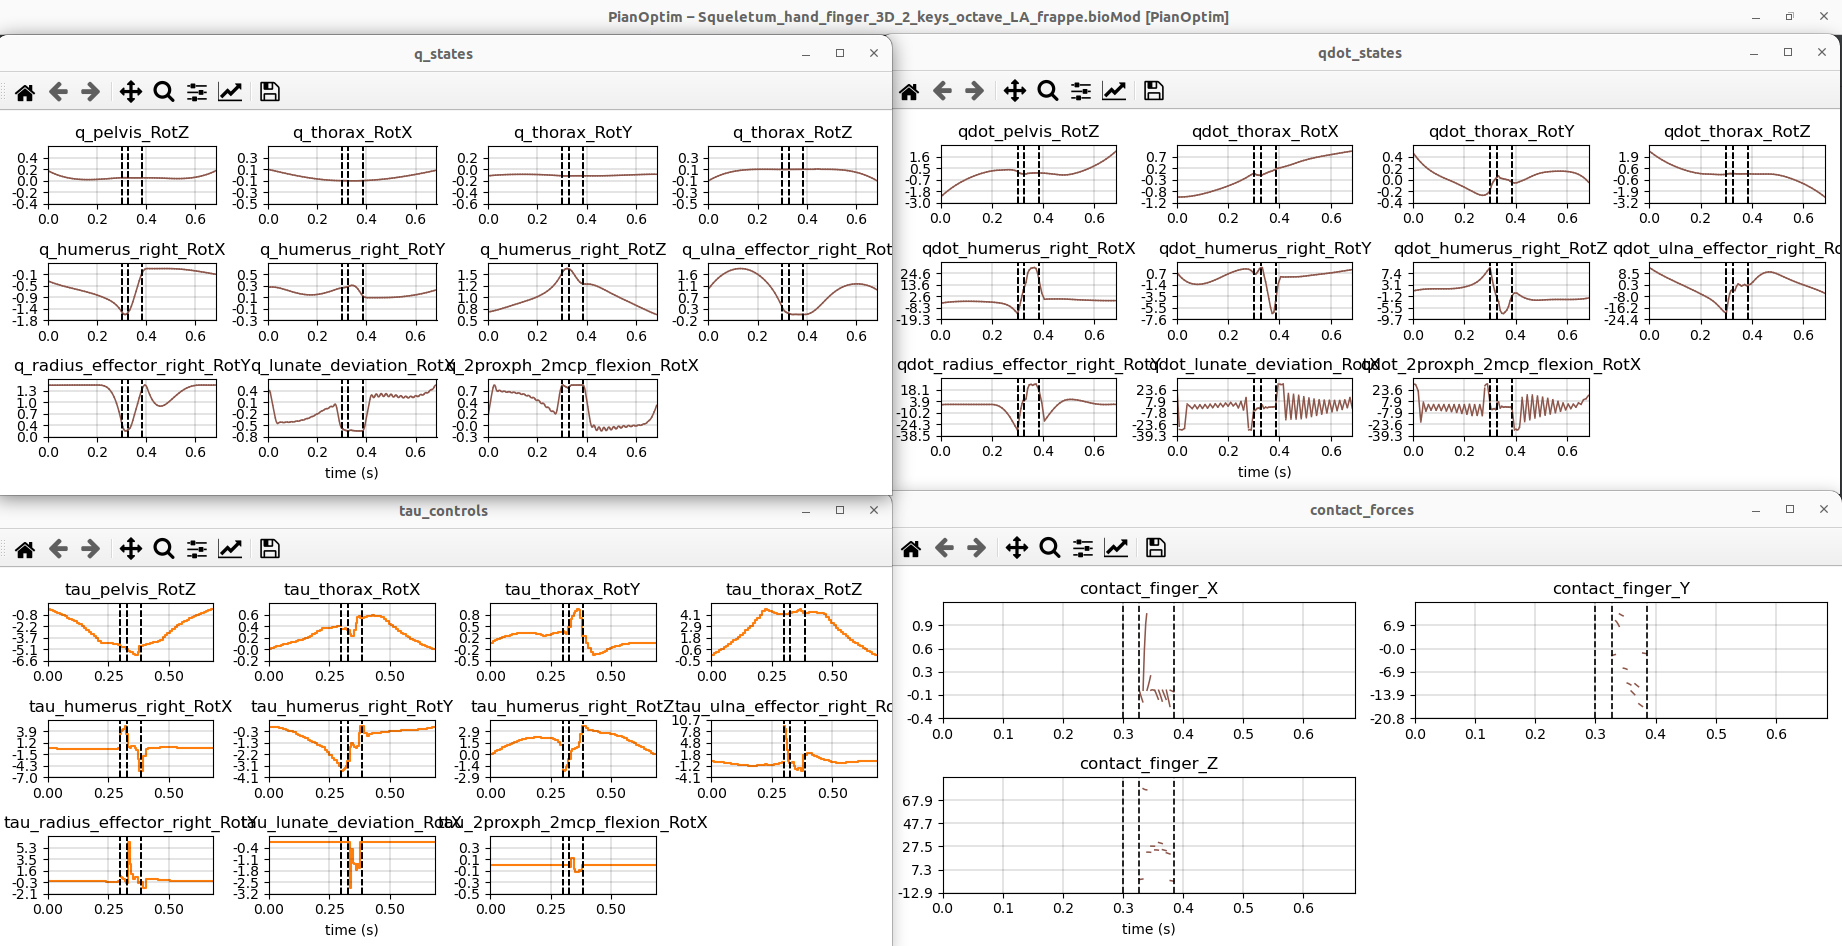 PianOptim – Squeletum_hand_finger_3D_2_keys_octave_LA_frappe.bioMod [PianOptim]
q_states
q_pelvis_RotZ q_thorax_RotX q_thorax_RotY q_thorax_RotZ
0.4 0.2 0.0 -0.2 -0.4
0.3 0.1 -0.1 -0.3 -0.5
0.2 0.0 -0.2 -0.4 -0.6
0.3 0.1 -0.1 -0.3 -0.5
0.0 0.2 0.4 0.6 0.0 0.2 0.4 0.6 0.0 0.2 0.4 0.6 0.0 0.2 0.4 0.6
q_humerus_right_RotX q_humerus_right_RotY q_humerus_right_RotZ q_ulna_effector_right_Rot
-0.1 -0.5 -0.9 -1.4 -1.8
0.5 0.3 0.1 -0.1 -0.3
1.5 1.2 1.0 0.8 0.5
1.6 1.1 0.7 0.3 -0.2
0.0 0.2 0.4 0.6 0.0 0.2 0.4 0.6 0.0 0.2 0.4 0.6 0.0 0.2 0.4 0.6
q_radius_effector_right_RotY q_lunate_deviation_RotX q_2proxph_2mcp_flexion_RotX
1.3 1.0 0.7 0.4 0.0
0.4 0.1 -0.2 -0.5 -0.8
0.7 0.4 0.2 -0.0 -0.3
0.0 0.2 0.4 0.6 0.0 0.2 0.4 0.6 0.0 0.2 0.4 0.6
time (s)
qdot_states
qdot_pelvis_RotZ qdot_thorax_RotX qdot_thorax_RotY qdot_thorax_RotZ
1.6 0.5 -0.7 -1.8 -3.0
0.7 0.2 -0.3 -0.8 -1.2
0.4 0.2 0.0 -0.2 -0.4
1.9 0.6 -0.6 -1.9 -3.2
0.0 0.2 0.4 0.6 0.0 0.2 0.4 0.6 0.0 0.2 0.4 0.6 0.0 0.2 0.4 0.6
qdot_humerus_right_RotX qdot_humerus_right_RotY qdot_humerus_right_RotZ qdot_ulna_effector_right_Ro
24.6 13.6 2.6 -8.3 -19.3
0.7 -1.4 -3.5 -5.5 -7.6
7.4 3.1 -1.2 -5.5 -9.7
8.5 0.3 -8.0 -16.2 -24.4
0.0 0.2 0.4 0.6 0.0 0.2 0.4 0.6 0.0 0.2 0.4 0.6 0.0 0.2 0.4 0.6
qdot_radius_effector_right_RotY qdot_lunate_deviation_RotX qdot_2proxph_2mcp_flexion_RotX
18.1 3.9 -10.2 -24.3 -38.5
23.6 7.9 -7.8 -23.6 -39.3
23.6 7.9 -7.9 -23.6 -39.3
0.0 0.2 0.4 0.6 0.0 0.2 0.4 0.6 0.0 0.2 0.4 0.6
time (s)
tau_controls
tau_pelvis_RotZ tau_thorax_RotX tau_thorax_RotY tau_thorax_RotZ
-0.8 -2.2 -3.7 -5.1 -6.6
0.6 0.4 0.2 -0.0 -0.2
0.8 0.5 0.2 -0.2 -0.5
4.1 2.9 1.8 0.6 -0.5
0.00 0.25 0.50 0.00 0.25 0.50 0.00 0.25 0.50 0.00 0.25 0.50
tau_humerus_right_RotX tau_humerus_right_RotY tau_humerus_right_RotZ tau_ulna_effector_right_Ro
3.9 1.2 -1.5 -4.3 -7.0
-0.3 -1.3 -2.2 -3.1 -4.1
2.9 1.5 0.0 -1.4 -2.9
10.7 7.8 4.8 1.8 -1.2 -4.1
0.00 0.25 0.50 0.00 0.25 0.50 0.00 0.25 0.50 0.00 0.25 0.50
tau_radius_effector_right_RotY tau_lunate_deviation_RotX tau_2proxph_2mcp_flexion_RotX
5.3 3.5 1.6 -0.3 -2.1
-0.4 -1.1 -1.8 -2.5 -3.2
0.3 0.1 -0.1 -0.3 -0.5
0.00 0.25 0.50 0.00 0.25 0.50 0.00 0.25 0.50
time (s)
contact_forces
contact_finger_X contact_finger_Y
0.9 0.6 0.3 -0.1 -0.4
6.9 -0.0 -6.9 -13.9 -20.8
0.0 0.1 0.2 0.3 0.4 0.5 0.6 0.0 0.1 0.2 0.3 0.4 0.5 0.6
contact_finger_Z
67.9 47.7 27.5 7.3 -12.9
0.0 0.1 0.2 0.3 0.4 0.5 0.6
time (s)